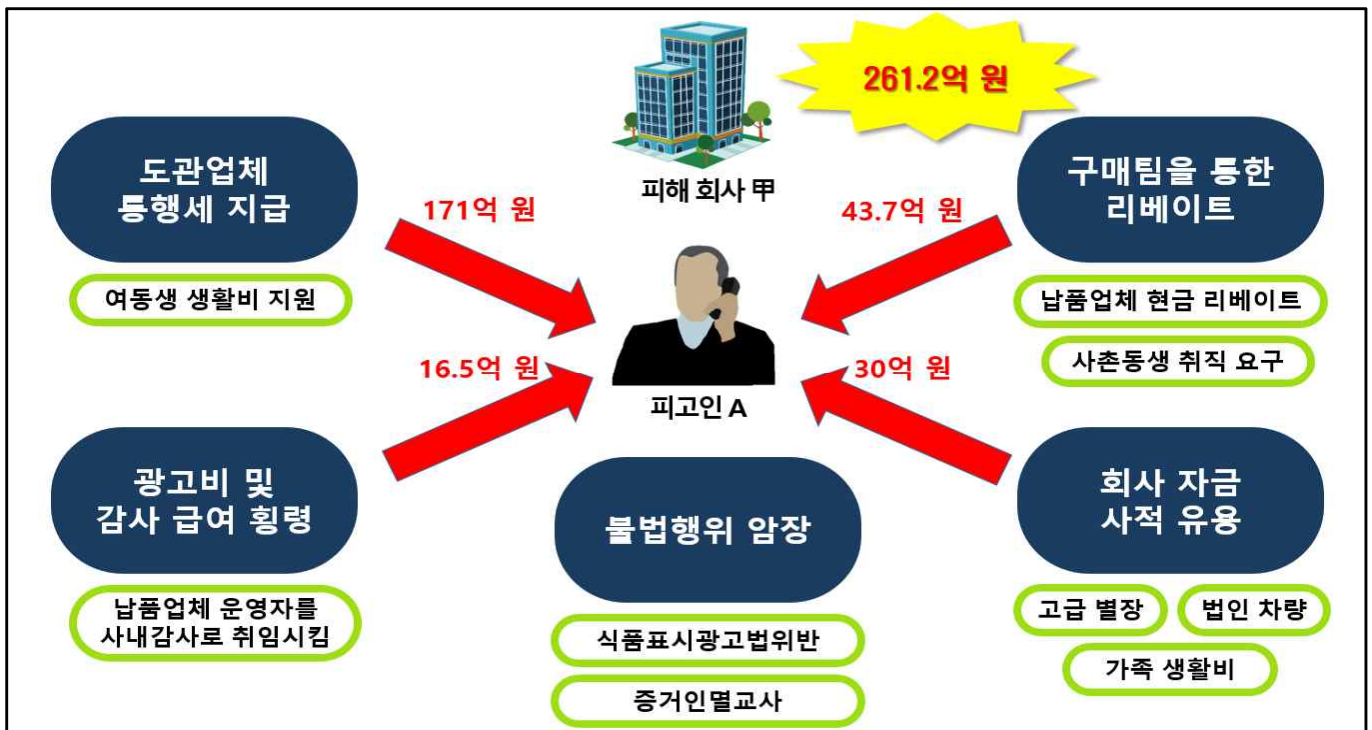 261.2억 원
피해 회사 甲
도관업체
통행세 지급
171억 원
여동생 생활비 지원
구매팀을 통한
리베이트
43.7억 원
납품업체 현금 리베이트
사촌동생 취직 요구
피고인 A
16.5억 원
광고비 및
감사 급여 횡령
납품업체 운영자를
사내감사로 취임시킴
30억 원
회사 자금
사적 유용
고급 별장
법인 차량
가족 생활비
불법행위 암장
식품표시광고법위반
증거인멸교사